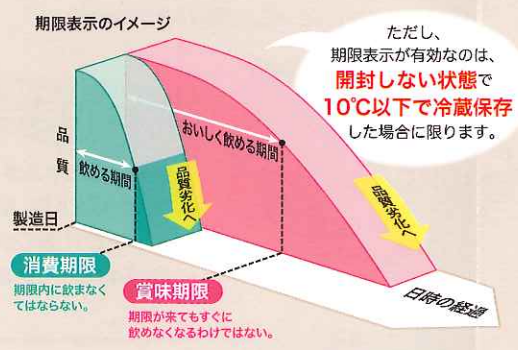 期限表示のイメージ
ただし、
期限表示が有効なのは、
開封しない状態で
10℃以下で冷蔵保存
した場合に限ります。
品質
おいしく飲める期間
飲める期間
品質劣化へ
品質劣化へ
製造日
消費期限
期限内に飲まなく
てはならない。
賞味期限
期限が来てもすぐに
飲めなくなるわけではない。
日時の経過